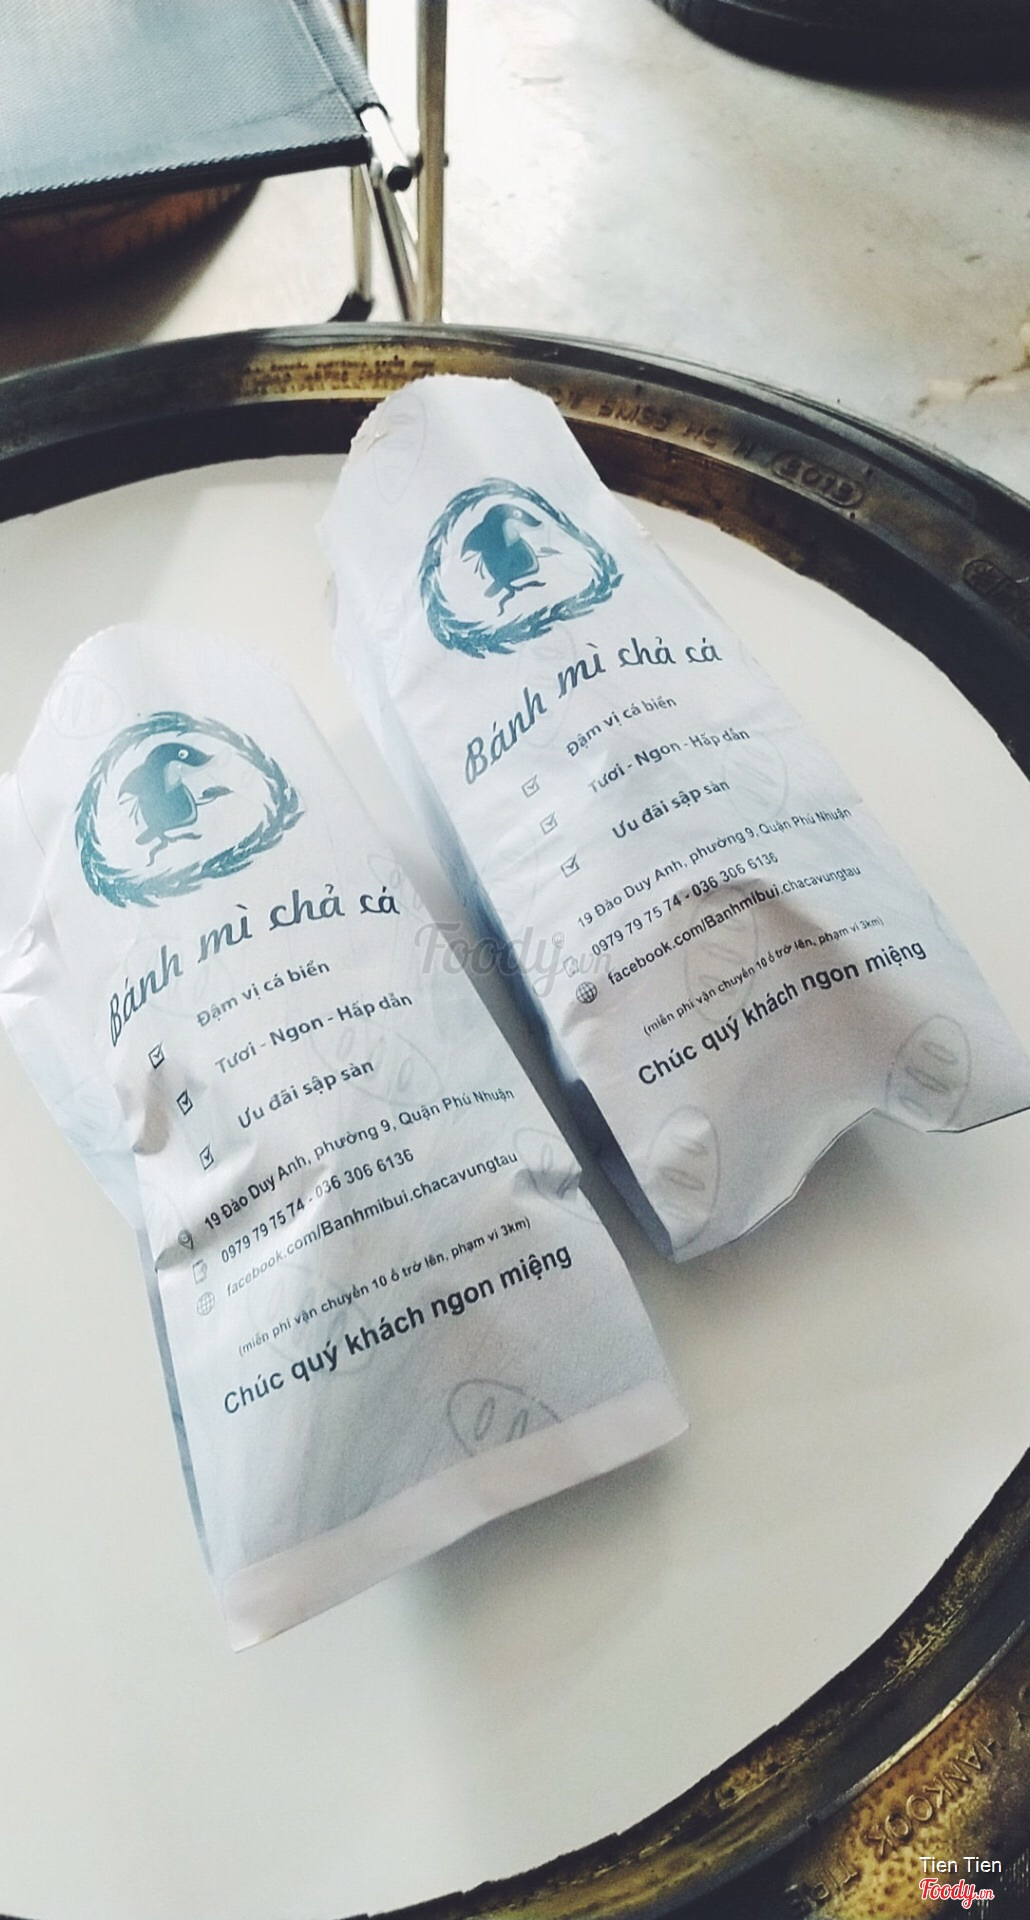 Bánh mì chả cá
Đậm vị cá biển
Tươi - Ngon - Hấp dẫn
Ưu đãi sập sàn
19 Đào Duy Anh, phường 9, Quận Phú Nhuận
0979 79 75 74 - 036 306 6136
facebook.com/Banhmibui.chacavungtau
(miễn phí vận chuyển 10 ổ trở lên, phạm vi 3km)
Chúc quý khách ngon miệng
Bánh mì chả cá
Đậm vị cá biển
Tươi - Ngon - Hấp dẫn
Ưu đãi sập sàn
19 Đào Duy Anh, phường 9, Quận Phú Nhuận
0979 79 75 74 - 036 306 6136
facebook.com/Banhmibui.chacavungtau
(miễn phí vận chuyển 10 ổ trở lên, phạm vi 3km)
Chúc quý khách ngon miệng
Foody.vn
HANKOOK
Tien Tien
Foody.vn